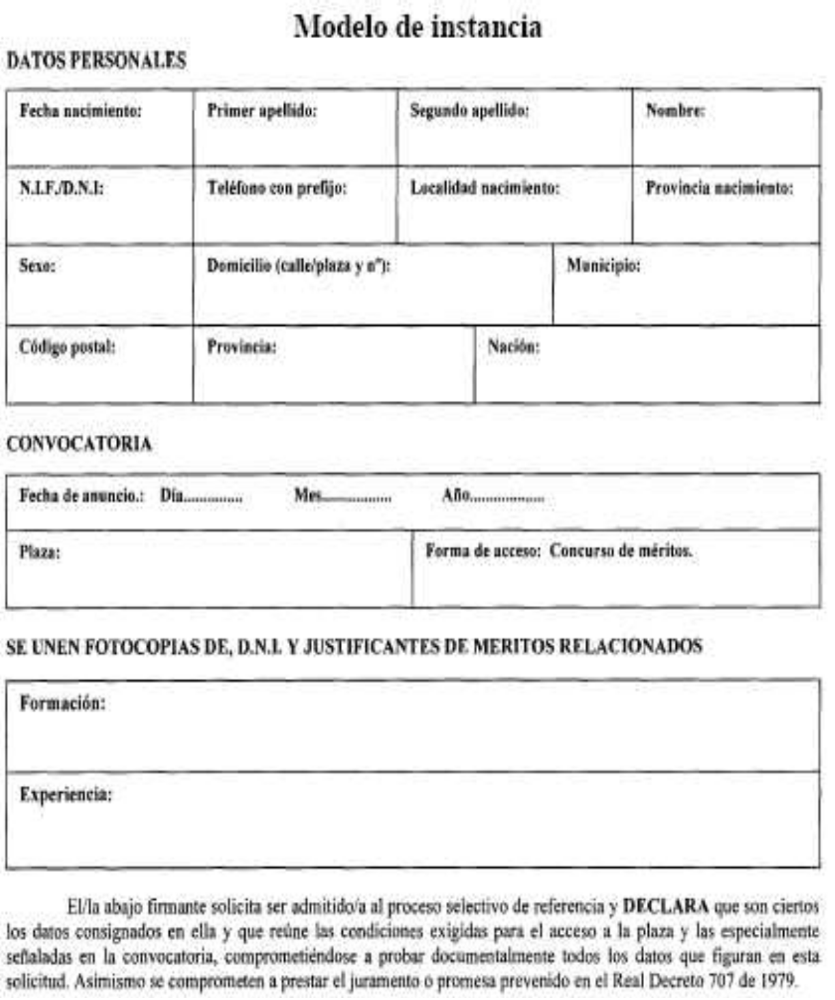 Modelo de instancia
DATOS PERSONALES
Fecha nacimiento: Primer apellido: Segundo apellido: Nombre:
N.I.F./D.N.I: Teléfono con prefijo: Localidad nacimiento: Provincia nacimiento:
Sexo: Domicilio (calle/plaza y nº): Municipio:
Código postal: Provincia: Nación:
CONVOCATORIA
Fecha de anuncio.: Día............... Mes.................. Año...................
Plaza: Forma de acceso: Concurso de méritos.
SE UNEN FOTOCOPIAS DE, D.N.I. Y JUSTIFICANTES DE MERITOS RELACIONADOS
Formación:
Experiencia:
El/la abajo firmante solicita ser admitido/a al proceso selectivo de referencia y DECLARA que son ciertos
los datos consignados en ella y que reúne las condiciones exigidas para el acceso a la plaza y las especialmente
señaladas en la convocatoria, comprometiéndose a probar documentalmente todos los datos que figuran en esta
solicitud. Asimismo se comprometen a prestar el juramento o promesa prevenido en el Real Decreto 707 de 1979.